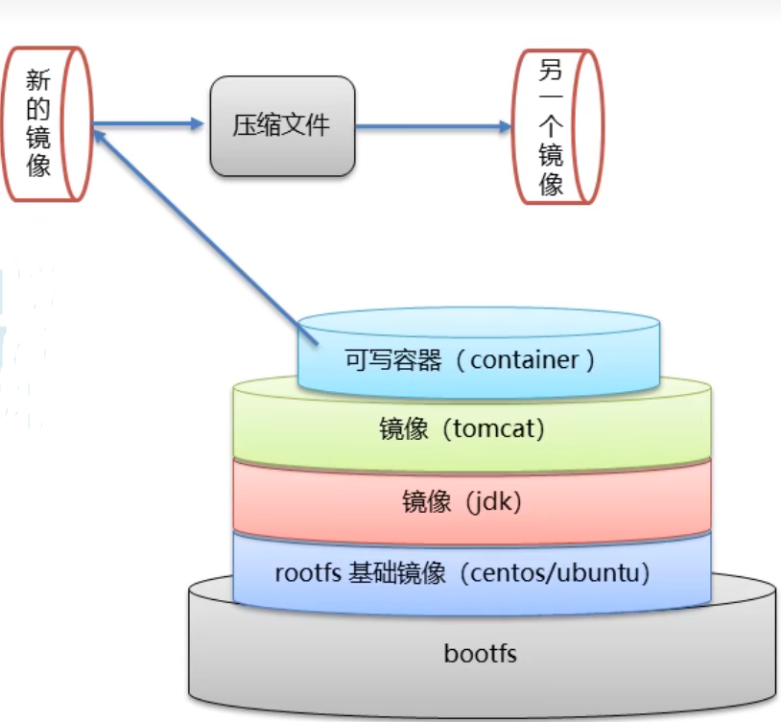 新的镜像
压缩文件
另一个镜像
可写容器（container ）
镜像（tomcat）
镜像（jdk）
rootfs 基础镜像（centos/ubuntu）
bootfs